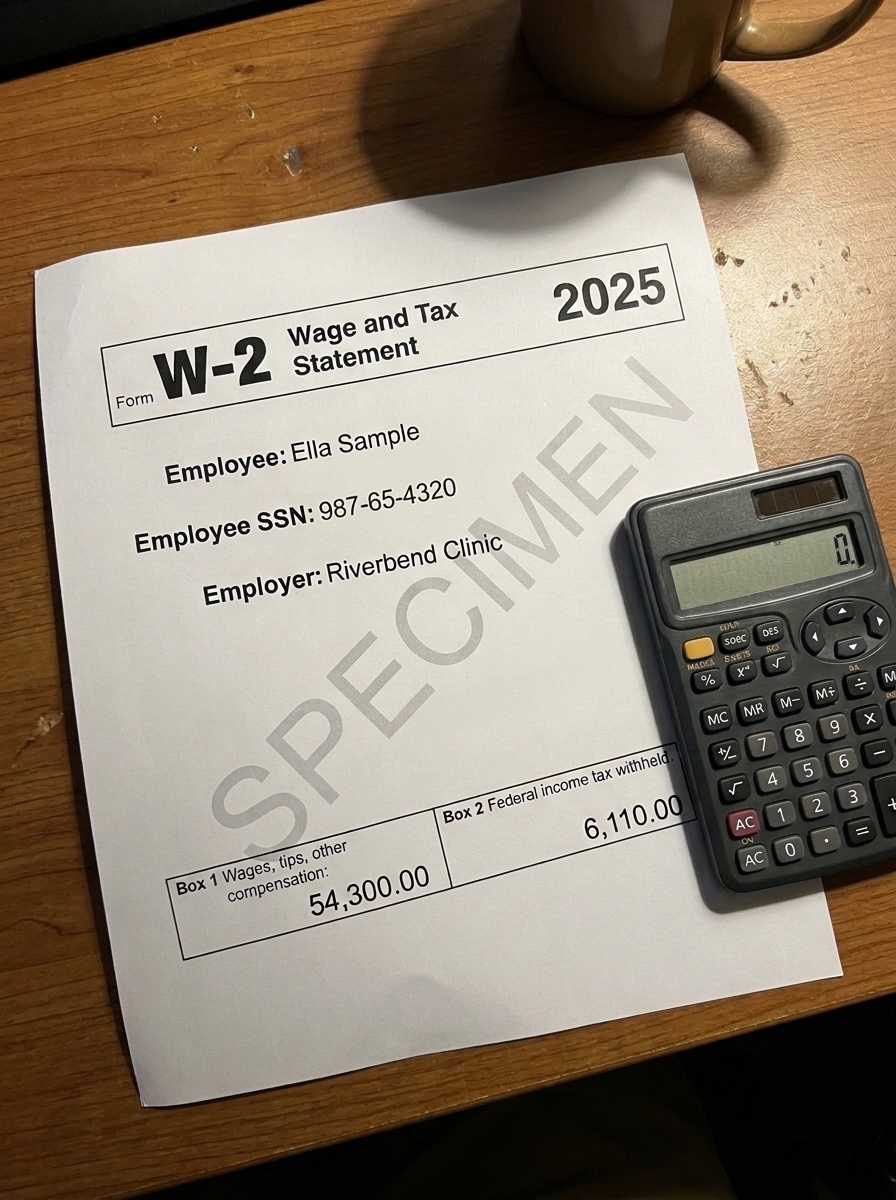 Form W-2 Wage and Tax Statement 2025
Employee: Ella Sample
Employee SSN: 987-65-4320
Employer: Riverbend Clinic
SPECIMEN
Box 1 Wages, tips, other
compensation:
54,300.00
Box 2 Federal income tax withheld,
6,110.00
0.
DES
%
√
MC MR M−
÷
+/− 7 8 9 ×
√ 4 5 6 −
AC 1 2 3
ON
AC 0 . =